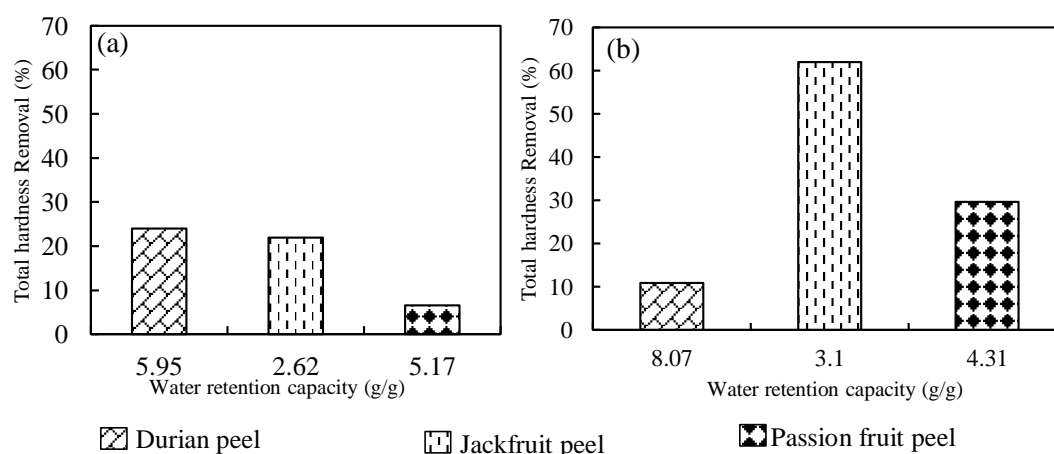 (a)
Total hardness Removal (%)
70
60
50
40
30
20
10
0
5.95 2.62 5.17
Water retention capacity (g/g)
(b)
Total hardness Removal (%)
70
60
50
40
30
20
10
0
8.07 3.1 4.31
Water retention capacity (g/g)
Durian peel Jackfruit peel Passion fruit peel